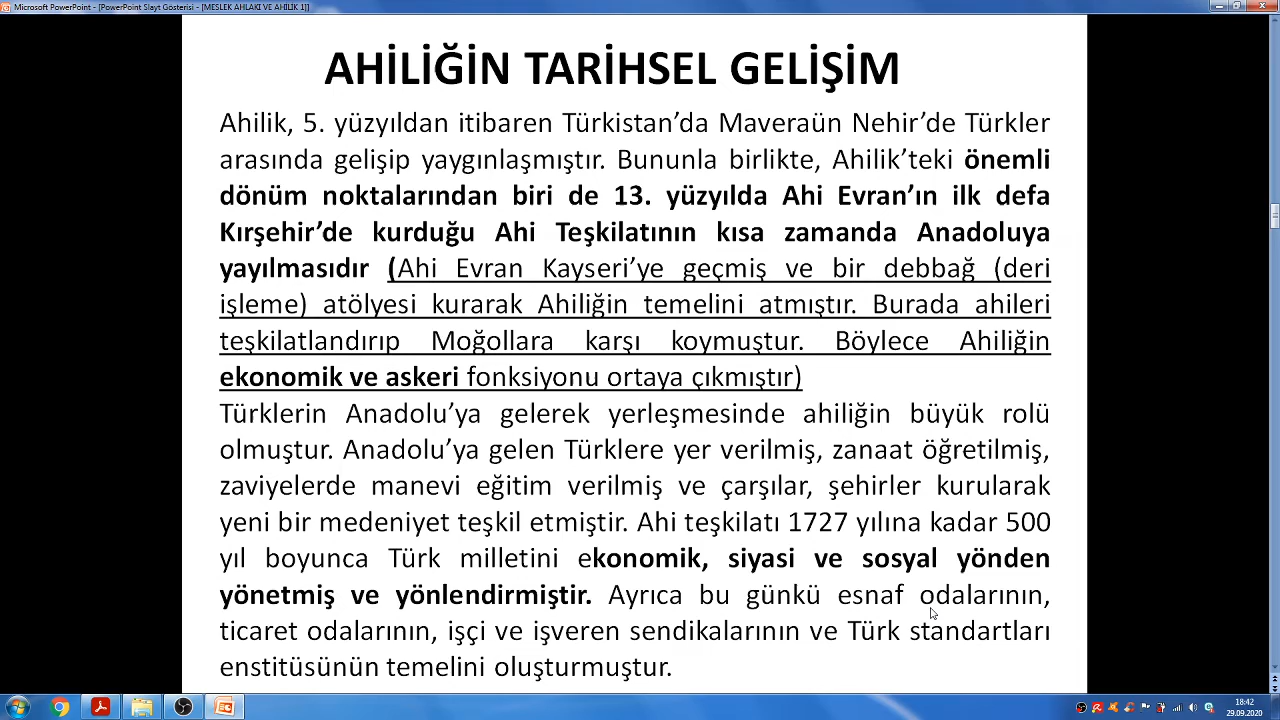 Microsoft PowerPoint - [PowerPoint Slayt Gösterisi - [MESLEK AHLAKI VE AHILIK 1]]
AHİLİĞİN TARİHSEL GELİŞİM
Ahilik, 5. yüzyıldan itibaren Türkistan’da Maveraün Nehir’de Türkler
arasında gelişip yaygınlaşmıştır. Bununla birlikte, Ahilik’teki önemli
dönüm noktalarından biri de 13. yüzyılda Ahi Evran’ın ilk defa
Kırşehir’de kurduğu Ahi Teşkilatının kısa zamanda Anadoluya
yayılmasıdır (Ahi Evran Kayseri’ye geçmiş ve bir debbağ (deri
işleme) atölyesi kurarak Ahiliğin temelini atmıştır. Burada ahileri
teşkilatlandırıp Moğollara karşı koymuştur. Böylece Ahiliğin
ekonomik ve askeri fonksiyonu ortaya çıkmıştır)
Türklerin Anadolu’ya gelerek yerleşmesinde ahiliğin büyük rolü
olmuştur. Anadolu’ya gelen Türklere yer verilmiş, zanaat öğretilmiş,
zaviyelerde manevi eğitim verilmiş ve çarşılar, şehirler kurularak
yeni bir medeniyet teşkil etmiştir. Ahi teşkilatı 1727 yılına kadar 500
yıl boyunca Türk milletini ekonomik, siyasi ve sosyal yönden
yönetmiş ve yönlendirmiştir. Ayrıca bu günkü esnaf odalarının,
ticaret odalarının, işçi ve işveren sendikalarının ve Türk standartları
enstitüsünün temelini oluşturmuştur.
18:42
29.09.2020